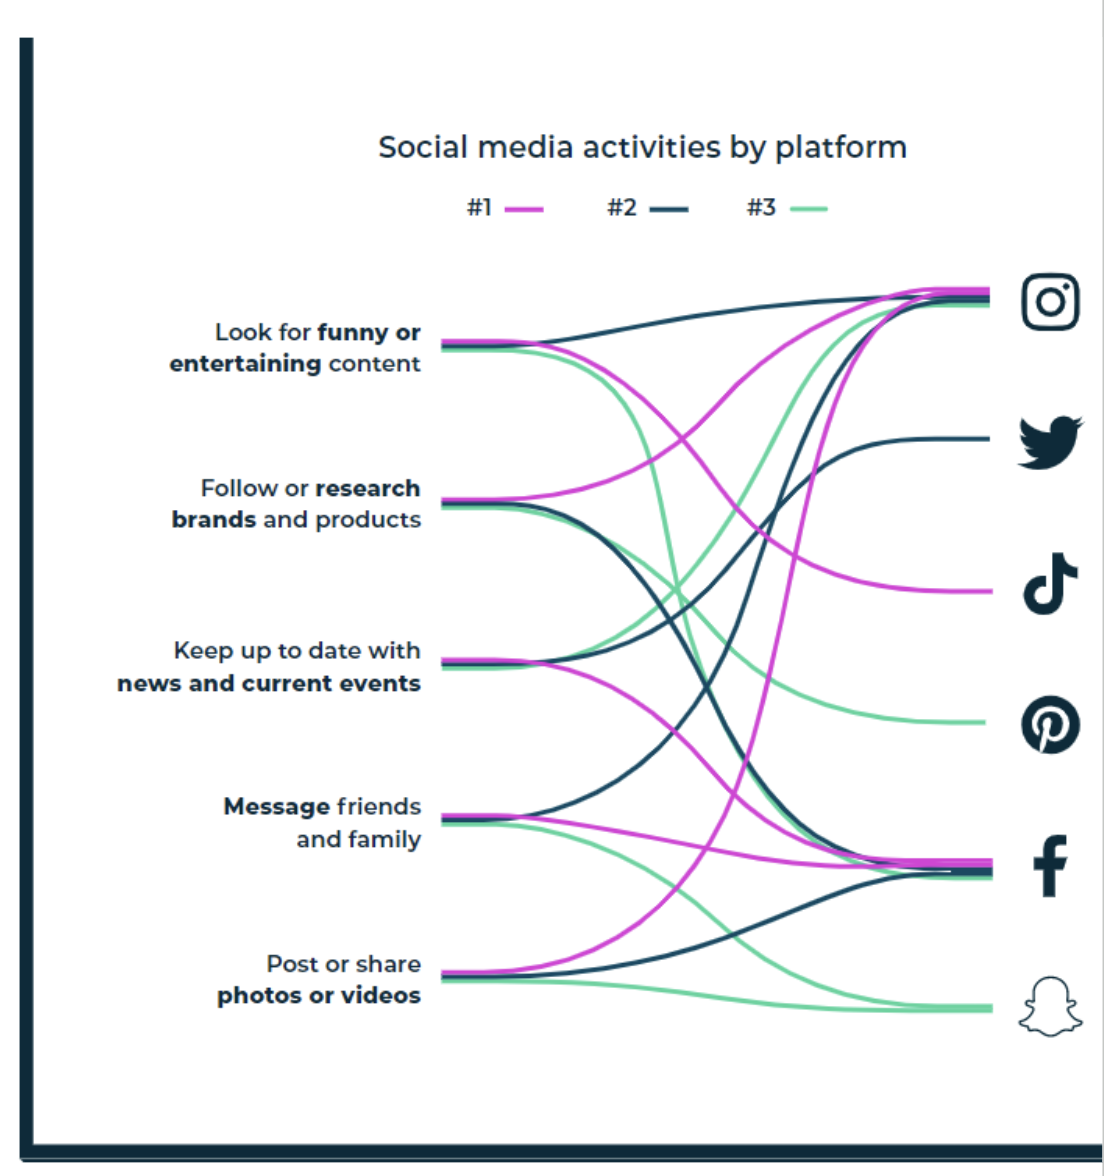 Social media activities by platform
#1 #2 #3
Look for funny or
entertaining content
Follow or research
brands and products
Keep up to date with
news and current events
Message friends
and family
Post or share
photos or videos